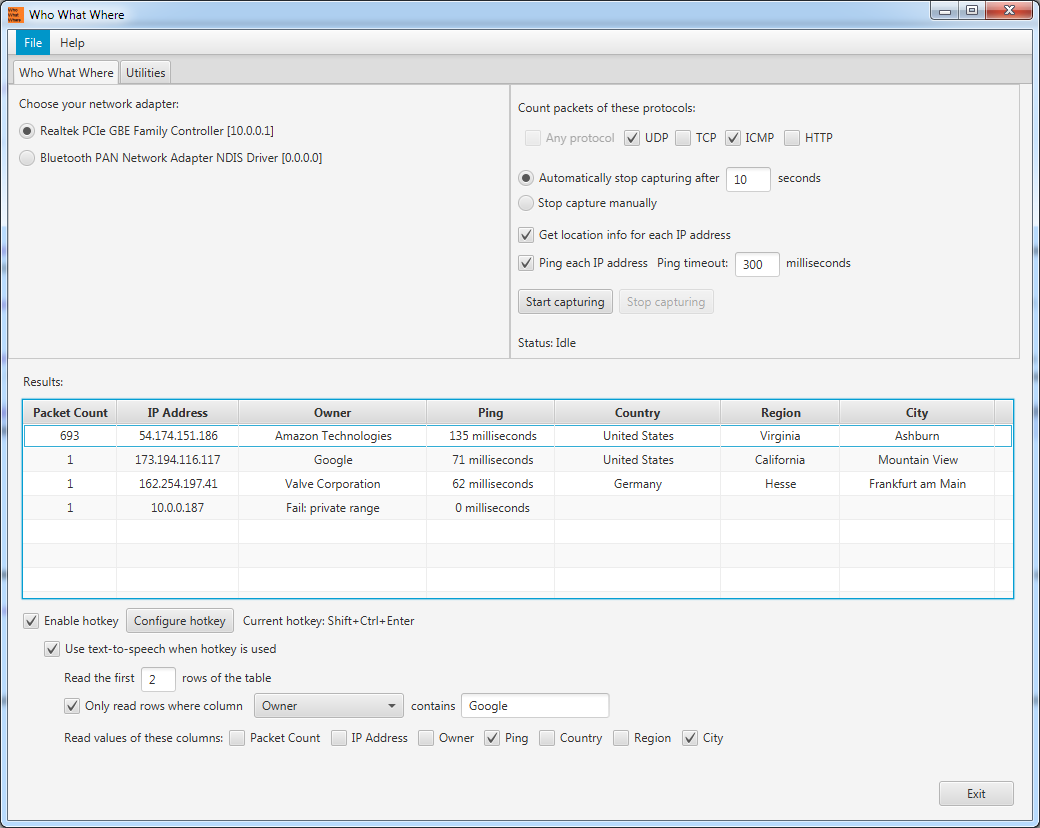 Who What Where
File Help
Who What Where Utilities
Choose your network adapter:
Realtek PCIe GBE Family Controller [10.0.0.1]
Bluetooth PAN Network Adapter NDIS Driver [0.0.0.0]
Count packets of these protocols:
Any protocol UDP TCP ICMP HTTP
Automatically stop capturing after 10 seconds
Stop capture manually
Get location info for each IP address
Ping each IP address Ping timeout: 300 milliseconds
Start capturing Stop capturing
Status: Idle
Results:
Packet Count IP Address Owner Ping Country Region City
693 54.174.151.186 Amazon Technologies 135 milliseconds United States Virginia Ashburn
1 173.194.116.117 Google 71 milliseconds United States California Mountain View
1 162.254.197.41 Valve Corporation 62 milliseconds Germany Hesse Frankfurt am Main
1 10.0.0.187 Fail: private range 0 milliseconds
Enable hotkey Configure hotkey Current hotkey: Shift+Ctrl+Enter
Use text-to-speech when hotkey is used
Read the first 2 rows of the table
Only read rows where column Owner contains Google
Read values of these columns: Packet Count IP Address Owner Ping Country Region City
Exit